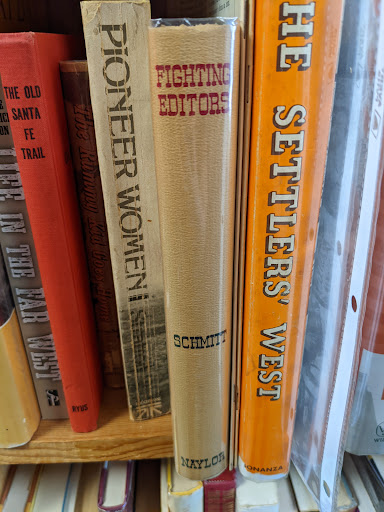 THE OLD
SANTA
FE
TRAIL
HYNS
IN THE FAR WEST
PIONEER WOMEN
FIGHTING
EDITORS
SCHMITT
NAYLOR
HE SETTLERS' WEST
BONANZA